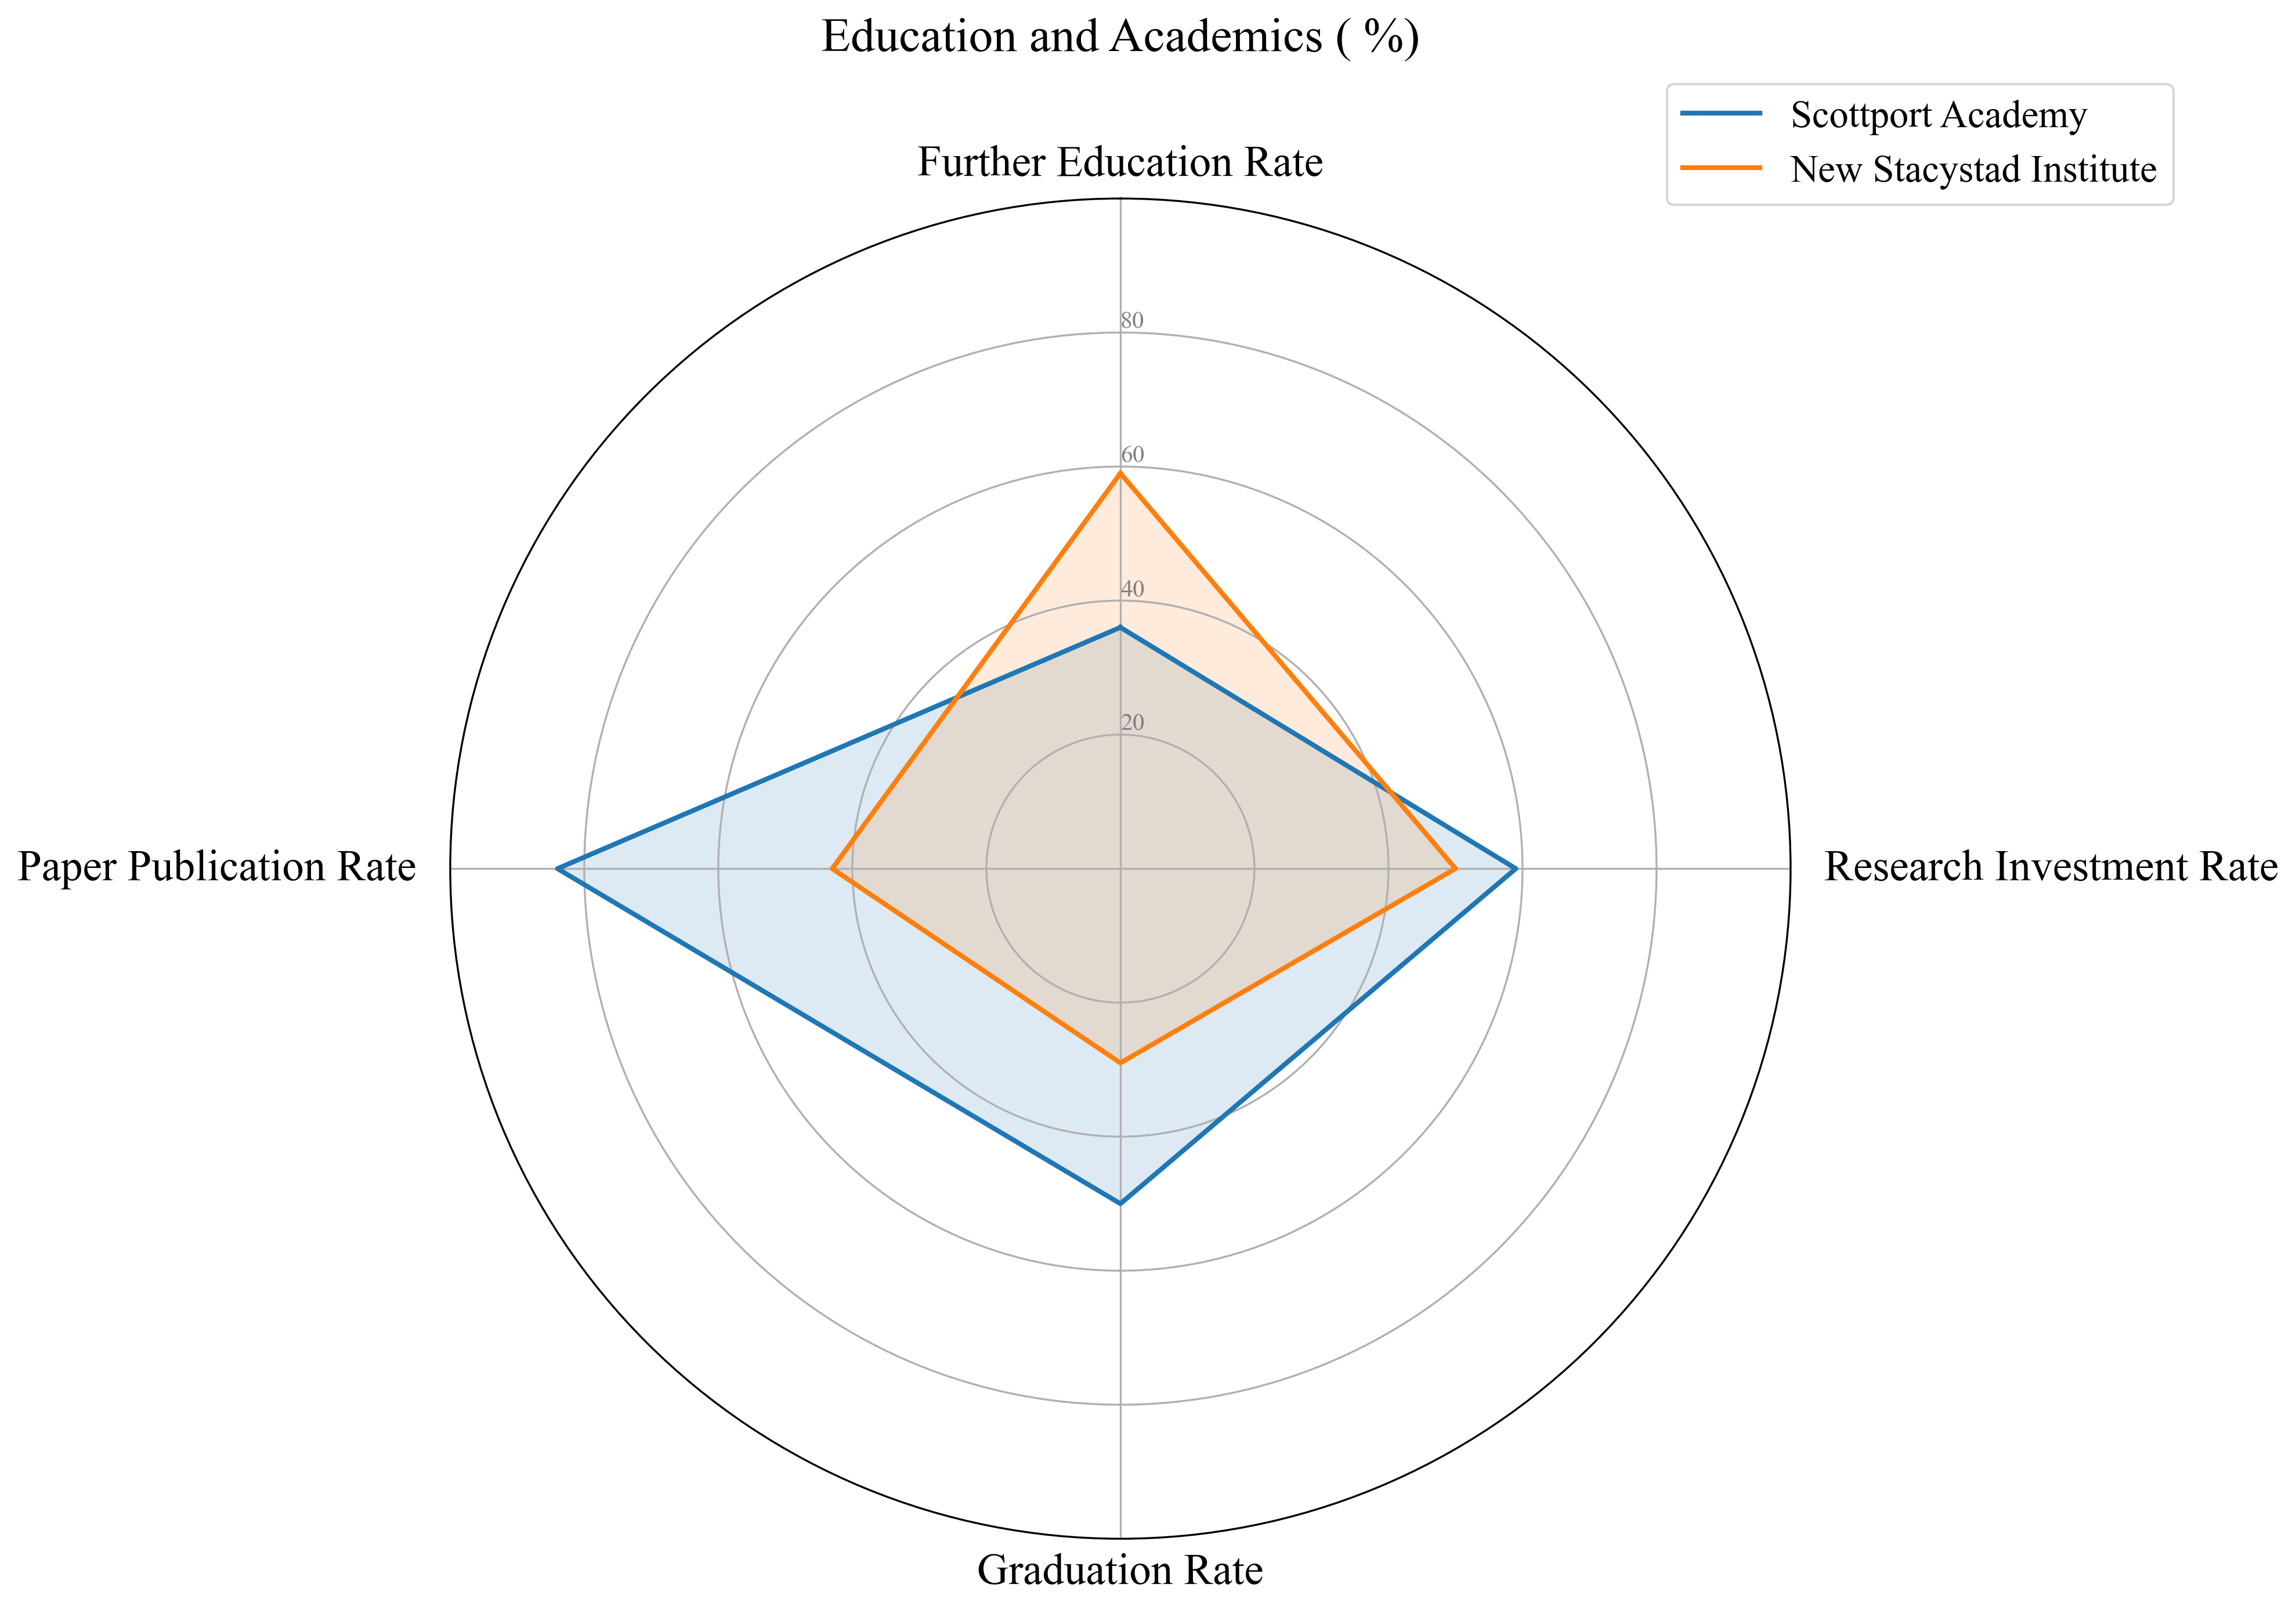 Education and Academics ( %)
Scottport Academy
New Stacystad Institute
Further Education Rate
80
60
40
20
Paper Publication Rate
Research Investment Rate
Graduation Rate